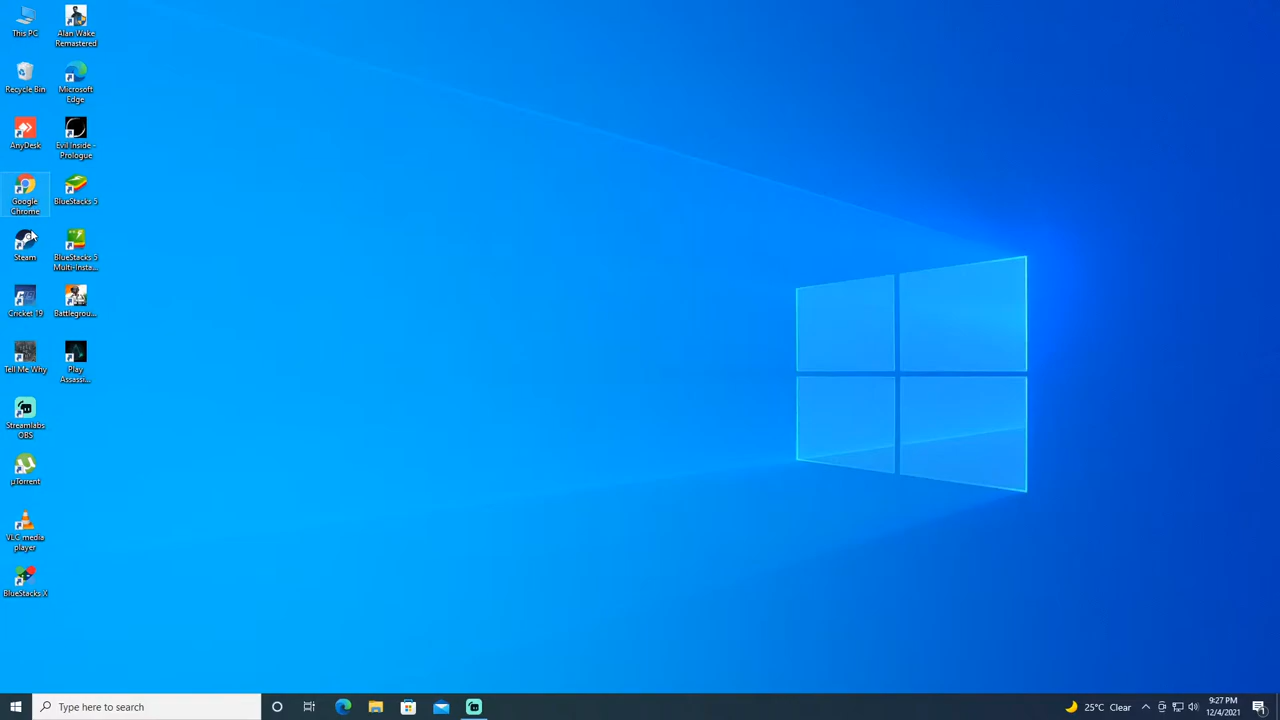 This PC
Recycle Bin
AnyDesk
Google
Chrome
Steam
Cricket 19
Tell Me Why
Streamlabs
OBS
µTorrent
VLC media
player
BlueStacks X
Alan Wake
Remastered
Microsoft
Edge
Evil Inside -
Prologue
BlueStacks 5
BlueStacks 5
Multi-Insta...
Battlegrou...
Play
Assassi...
Type here to search
25°C Clear
9:27 PM
12/4/2021
1